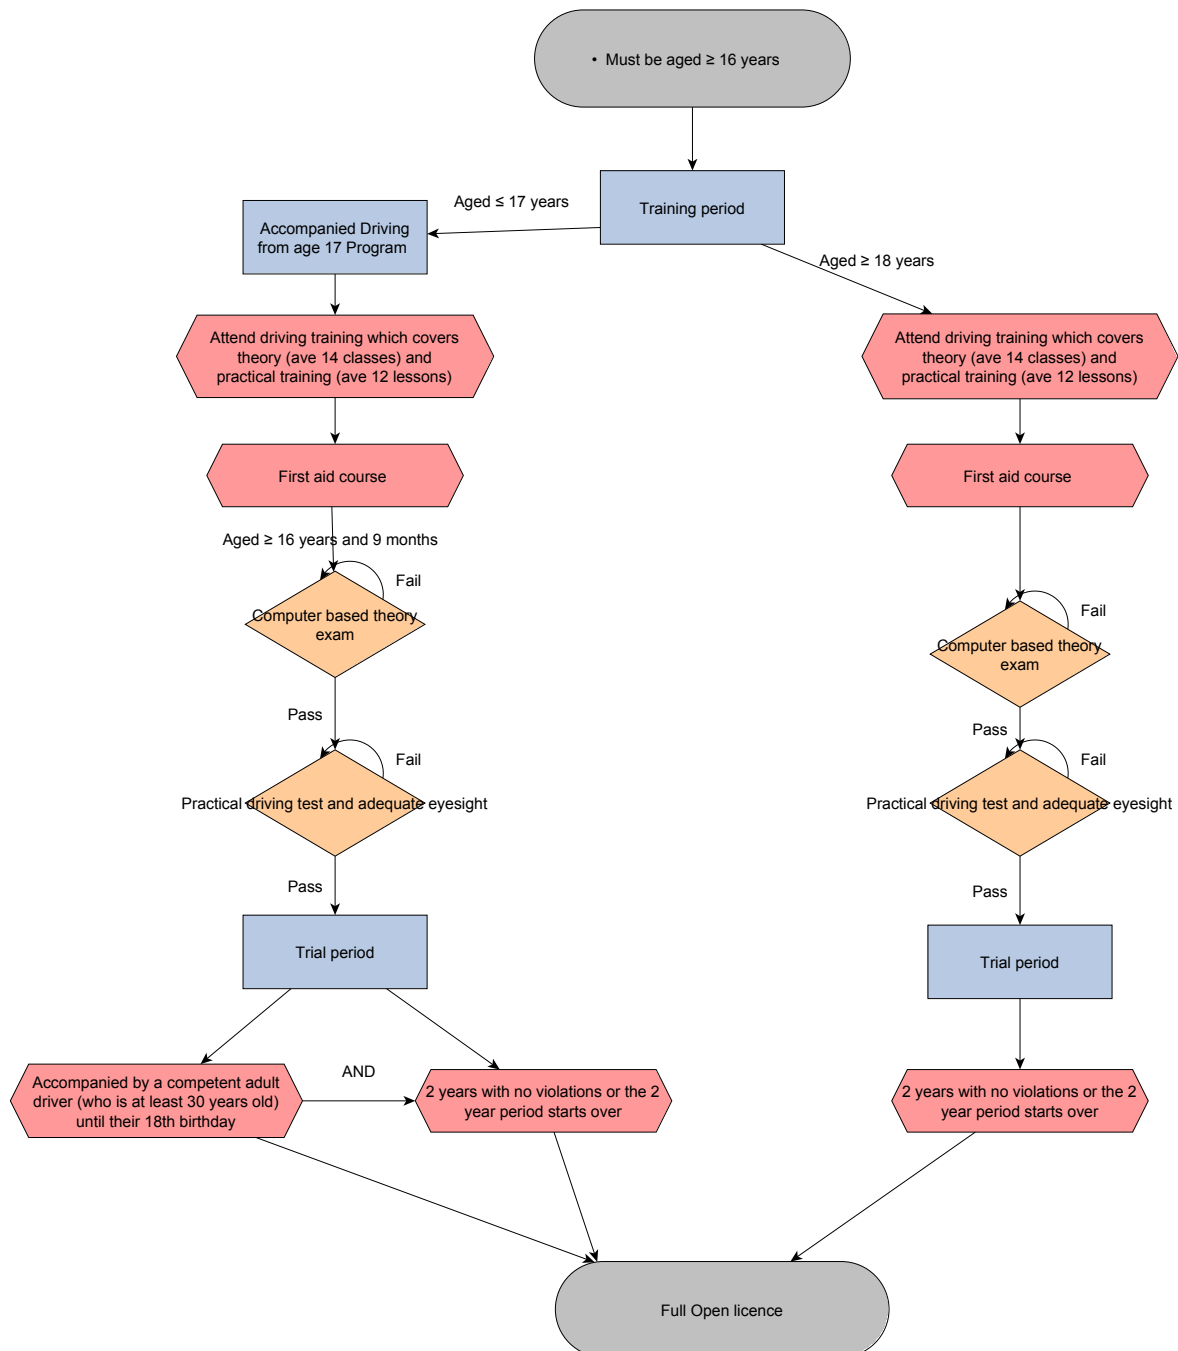 • Must be aged ≥ 16 years
Training period
Aged ≤ 17 years
Accompanied Driving
from age 17 Program
Aged ≥ 18 years
Attend driving training which covers
theory (ave 14 classes) and
practical training (ave 12 lessons)
First aid course
Aged ≥ 16 years and 9 months
Fail
Computer based theory
exam
Pass
Fail
Practical driving test and adequate eyesight
Pass
Trial period
Accompanied by a competent adult
driver (who is at least 30 years old)
until their 18th birthday
AND
2 years with no violations or the 2
year period starts over
Attend driving training which covers
theory (ave 14 classes) and
practical training (ave 12 lessons)
First aid course
Fail
Computer based theory
exam
Pass
Fail
Practical driving test and adequate eyesight
Pass
Trial period
2 years with no violations or the 2
year period starts over
Full Open licence